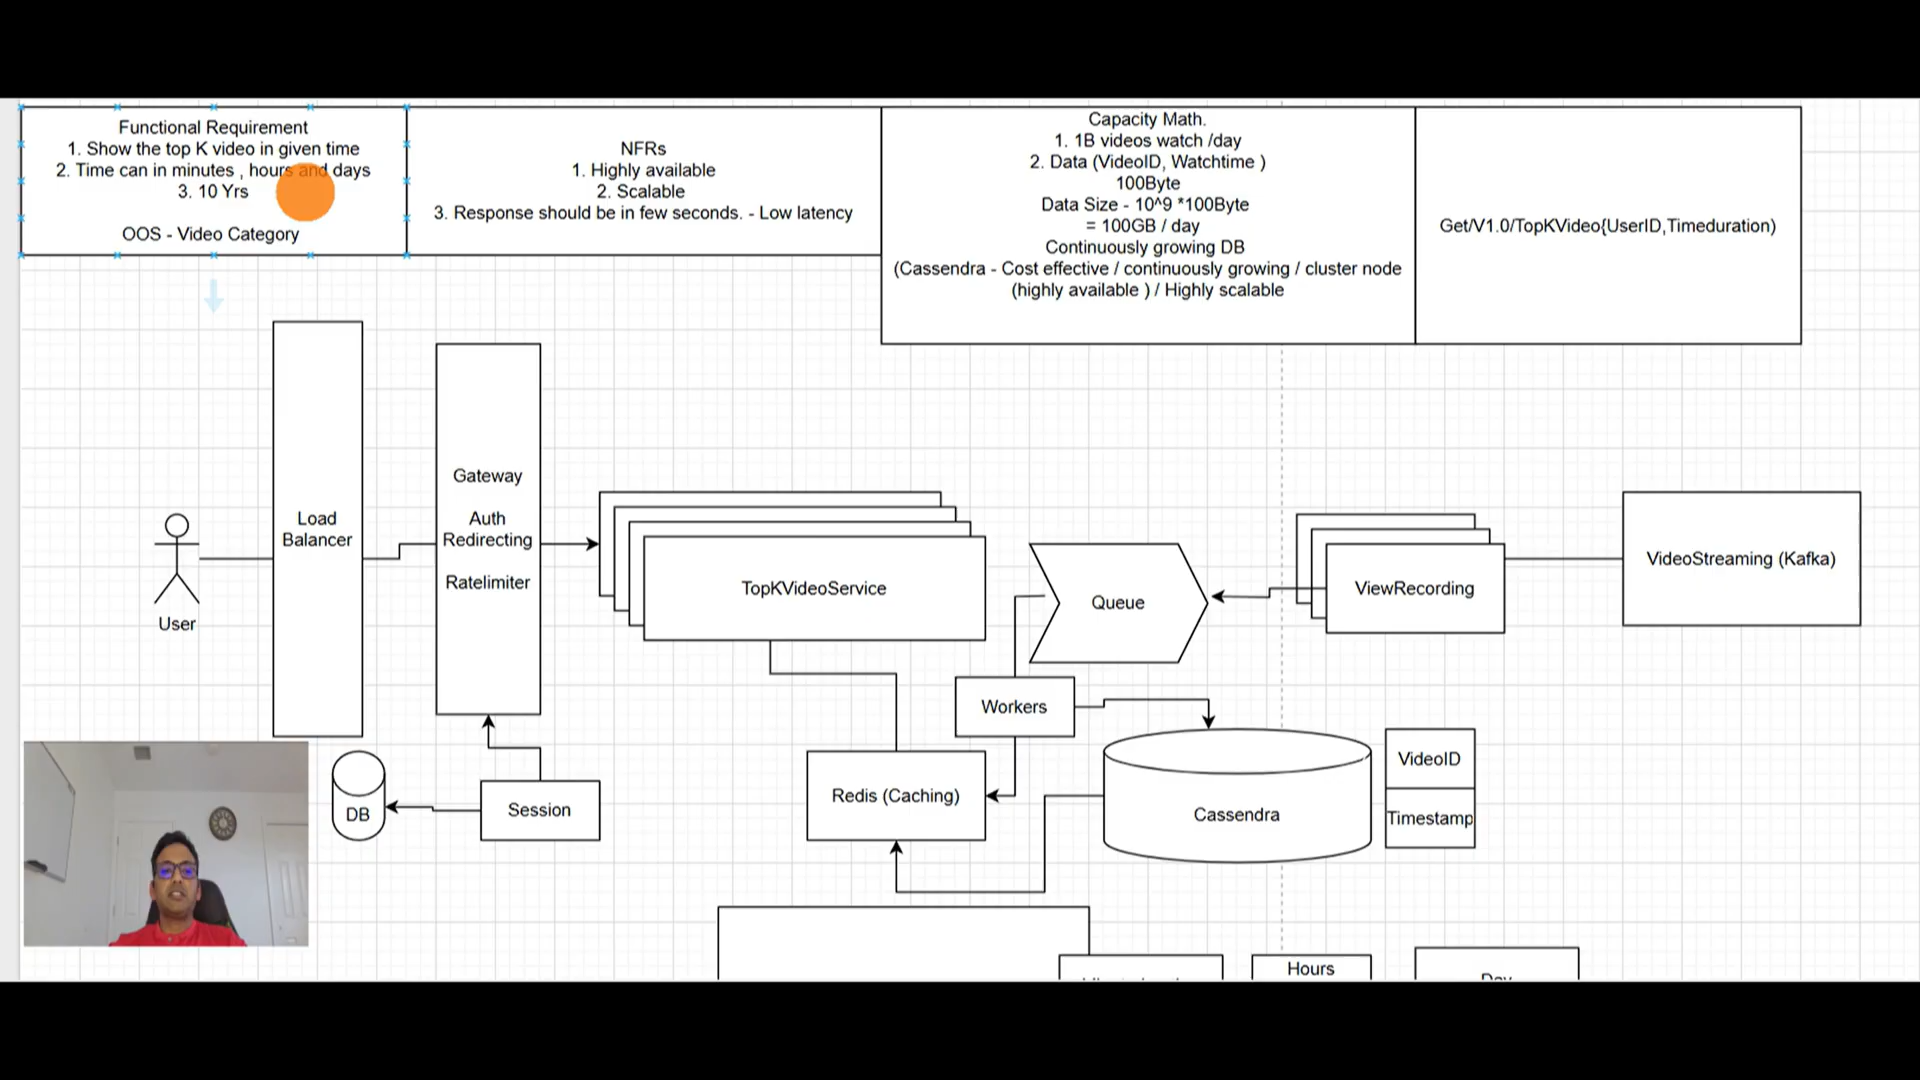 Functional Requirement
1. Show the top K video in given time
2. Time can in minutes , hours and days
3. 10 Yrs
OOS - Video Category
NFRs
1. Highly available
2. Scalable
3. Response should be in few seconds. - Low latency
Capacity Math.
1. 1B videos watch /day
2. Data (VideoID, Watchtime )
100Byte
Data Size - 10^9 *100Byte
= 100GB / day
Continuously growing DB
(Cassendra - Cost effective / continuously growing / cluster node
(highly available ) / Highly scalable
Get/V1.0/TopKVideo{UserID,Timeduration)
User
Load
Balancer
Gateway
Auth
Redirecting
Ratelimiter
TopKVideoService
Queue
ViewRecording
VideoStreaming (Kafka)
Workers
Redis (Caching)
Cassendra
VideoID
Timestamp
DB
Session
Hours
Day